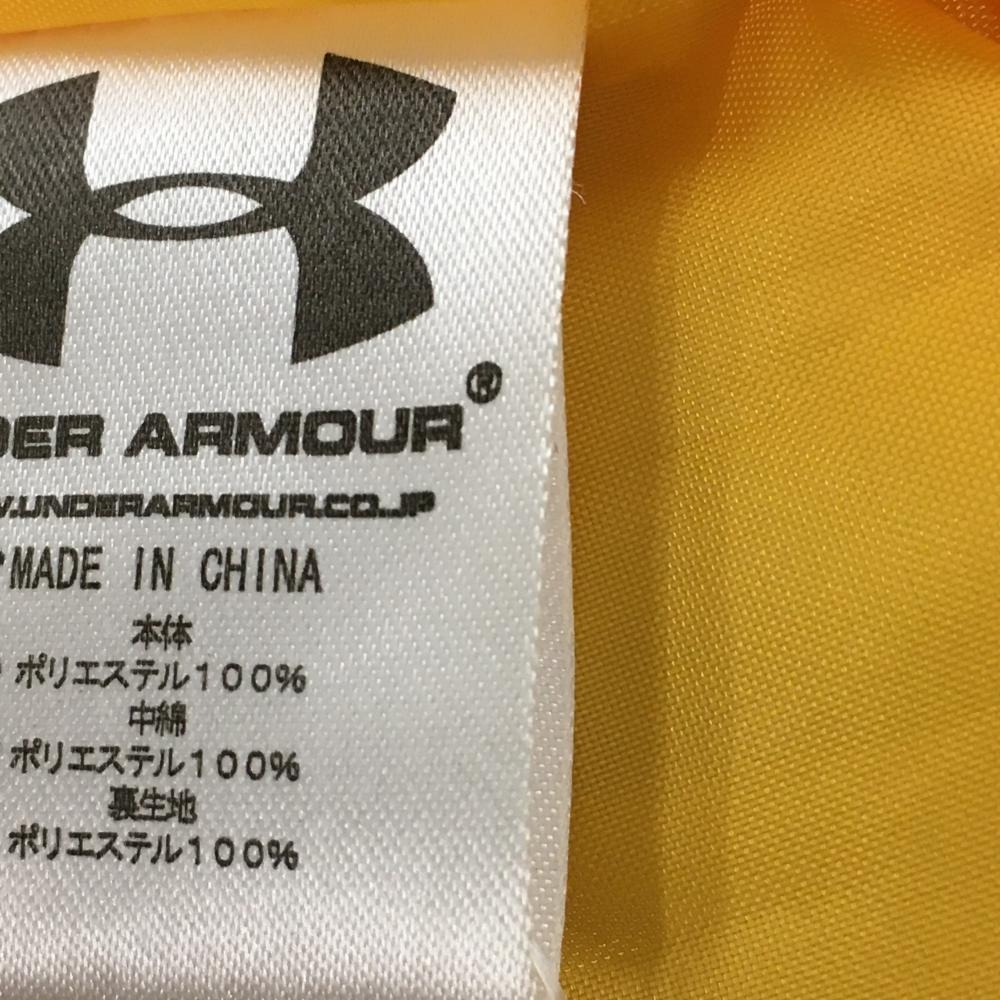 DER ARMOUR®
.UNDERARMOUR.CO.JP
MADE IN CHINA
本体
ポリエステル100%
中綿
ポリエステル100%
裏生地
ポリエステル100%